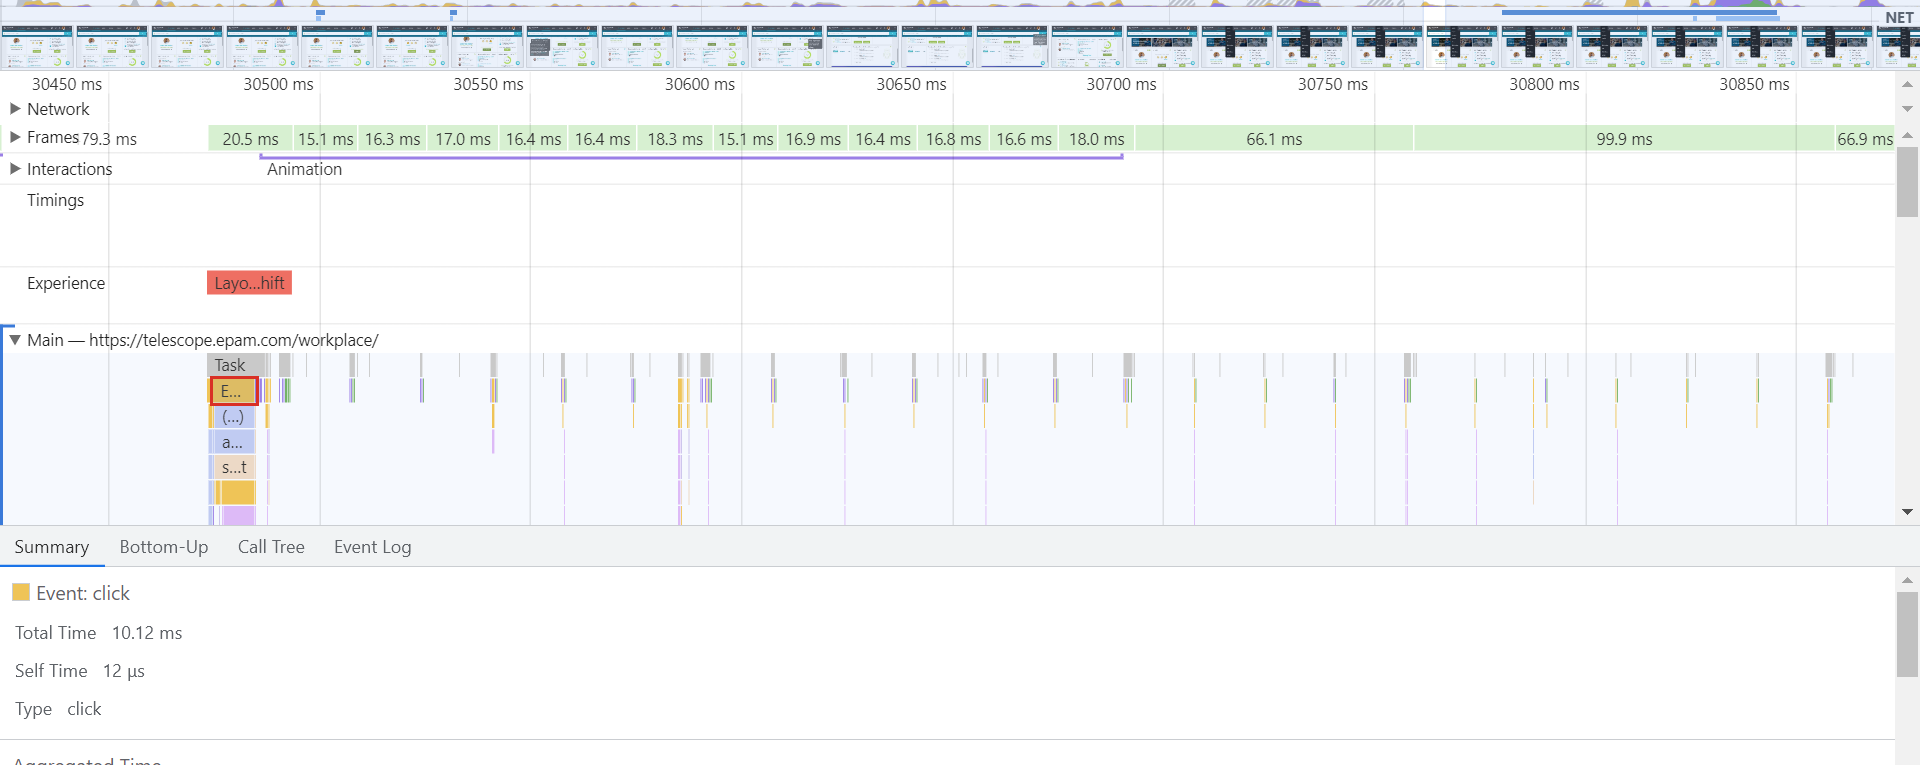 NET
30450 ms 30500 ms 30550 ms 30600 ms 30650 ms 30700 ms 30750 ms 30800 ms 30850 ms
Network
Frames 79.3 ms 20.5 ms 15.1 ms 16.3 ms 17.0 ms 16.4 ms 16.4 ms 18.3 ms 15.1 ms 16.9 ms 16.4 ms 16.8 ms 16.6 ms 18.0 ms 66.1 ms 99.9 ms 66.9 ms
Interactions Animation
Timings
Experience Layo...hift
Main — https://telescope.epam.com/workplace/
Task
E...
(...)
a...
s...t
Summary Bottom-Up Call Tree Event Log
Event: click
Total Time 10.12 ms
Self Time 12 μs
Type click
Aggregated Time